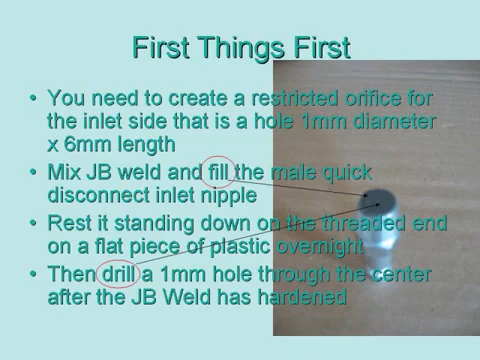 First Things First
• You need to create a restricted orifice for
the inlet side that is a hole 1mm diameter
x 6mm length
• Mix JB weld and fill the male quick
disconnect inlet nipple
• Rest it standing down on the threaded end
on a flat piece of plastic overnight
• Then drill a 1mm hole through the center
after the JB Weld has hardened